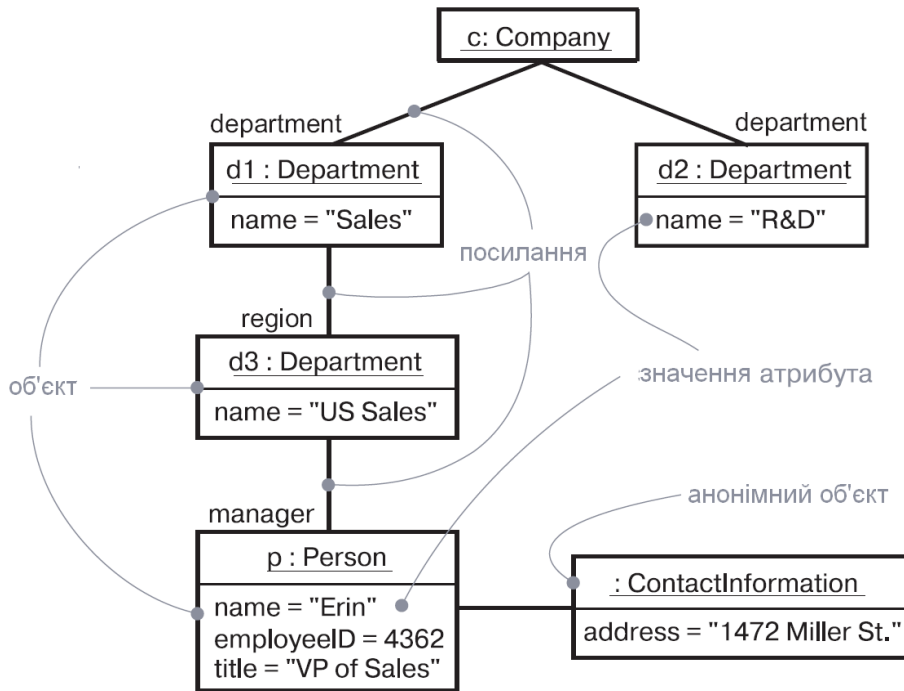 c: Company
department
department
d1 : Department
name = "Sales"
d2 : Department
name = "R&D"
посилання
region
d3 : Department
name = "US Sales"
об'єкт
значення атрибута
анонімний об'єкт
manager
p : Person
name = "Erin"
employeeID = 4362
title = "VP of Sales"
: ContactInformation
address = "1472 Miller St."